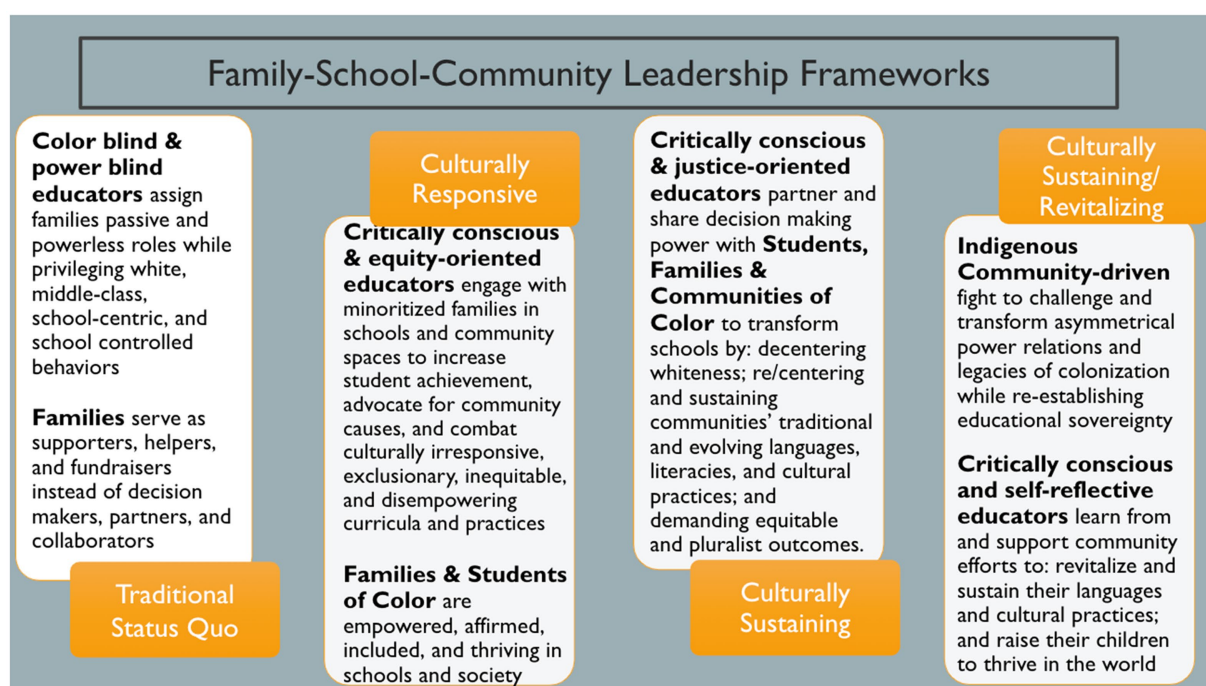 Family-School-Community Leadership Frameworks
Color blind &
power blind
educators assign
families passive and
powerless roles while
privileging white,
middle-class,
school-centric, and
school controlled
behaviors
Families serve as
supporters, helpers,
and fundraisers
instead of decision
makers, partners, and
collaborators
Traditional
Status Quo
Culturally
Responsive
Critically conscious
& equity-oriented
educators engage with
minoritized families in
schools and community
spaces to increase
student achievement,
advocate for community
causes, and combat
culturally irresponsive,
exclusionary, inequitable,
and disempowering
curricula and practices
Families & Students
of Color are
empowered, affirmed,
included, and thriving in
schools and society
Critically conscious
& justice-oriented
educators partner and
share decision making
power with Students,
Families &
Communities of
Color to transform
schools by: decentering
whiteness; re/centering
and sustaining
communities’ traditional
and evolving languages,
literacies, and cultural
practices; and
demanding equitable
and pluralist outcomes.
Culturally
Sustaining
Culturally
Sustaining/
Revitalizing
Indigenous
Community-driven
fight to challenge and
transform asymmetrical
power relations and
legacies of colonization
while re-establishing
educational sovereignty
Critically conscious
and self-reflective
educators learn from
and support community
efforts to: revitalize and
sustain their languages
and cultural practices;
and raise their children
to thrive in the world